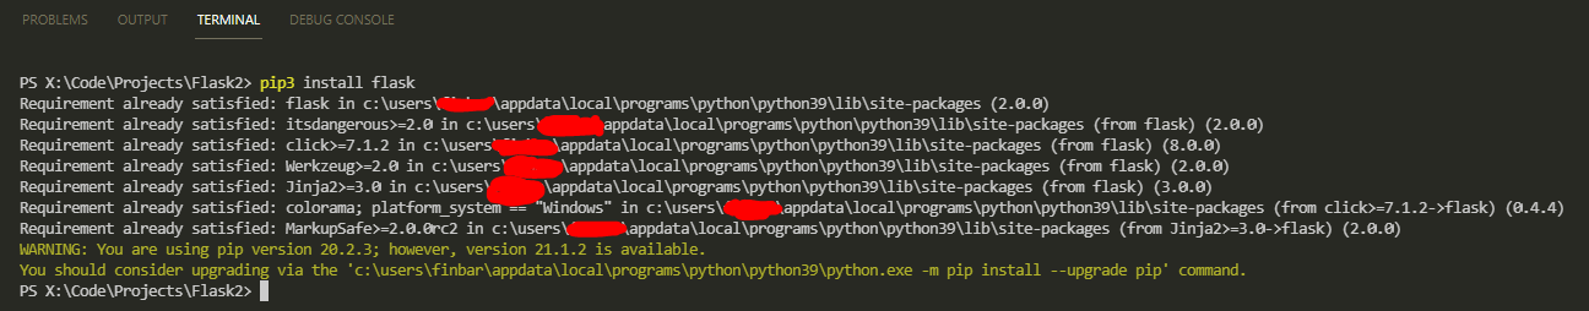 PROBLEMS OUTPUT TERMINAL DEBUG CONSOLE
PS X:\Code\Projects\Flask2> pip3 install flask
Requirement already satisfied: flask in c:\users\ \appdata\local\programs\python\python39\lib\site-packages (2.0.0)
Requirement already satisfied: itsdangerous>=2.0 in c:\users\ appdata\local\programs\python\python39\lib\site-packages (from flask) (2.0.0)
Requirement already satisfied: click>=7.1.2 in c:\users\ \appdata\local\programs\python\python39\lib\site-packages (from flask) (8.0.0)
Requirement already satisfied: Werkzeug>=2.0 in c:\users\ \appdata\local\programs\python\python39\lib\site-packages (from flask) (2.0.0)
Requirement already satisfied: Jinja2>=3.0 in c:\users\ \appdata\local\programs\python\python39\lib\site-packages (from flask) (3.0.0)
Requirement already satisfied: colorama; platform_system == "Windows" in c:\users\ \appdata\local\programs\python\python39\lib\site-packages (from click>=7.1.2->flask) (0.4.4)
Requirement already satisfied: MarkupSafe>=2.0.0rc2 in c:\users\ \appdata\local\programs\python\python39\lib\site-packages (from Jinja2>=3.0->flask) (2.0.0)
WARNING: You are using pip version 20.2.3; however, version 21.1.2 is available.
You should consider upgrading via the 'c:\users\finbar\appdata\local\programs\python\python39\python.exe -m pip install --upgrade pip' command.
PS X:\Code\Projects\Flask2>